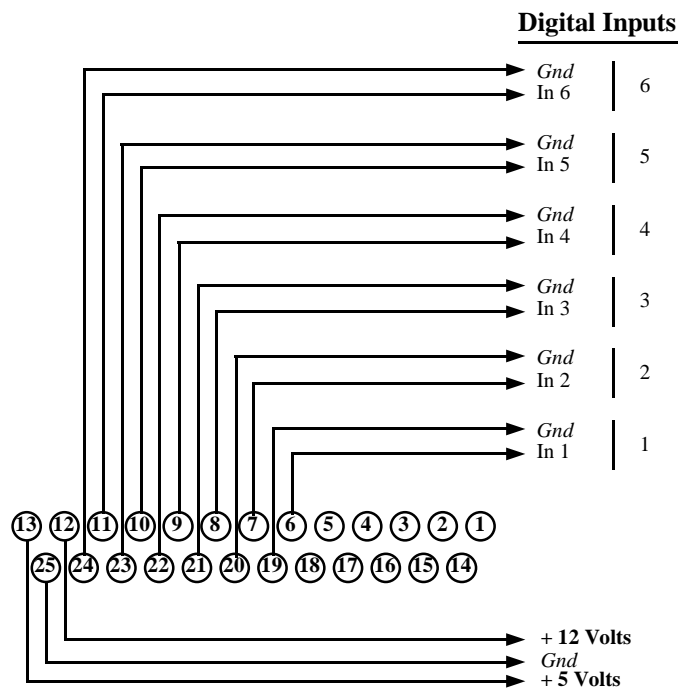 Digital Inputs
Gnd
In 6
6
Gnd
In 5
5
Gnd
In 4
4
Gnd
In 3
3
Gnd
In 2
2
Gnd
In 1
1
13 12 11 10 9 8 7 6 5 4 3 2 1
25 24 23 22 21 20 19 18 17 16 15 14
+ 12 Volts
Gnd
+ 5 Volts